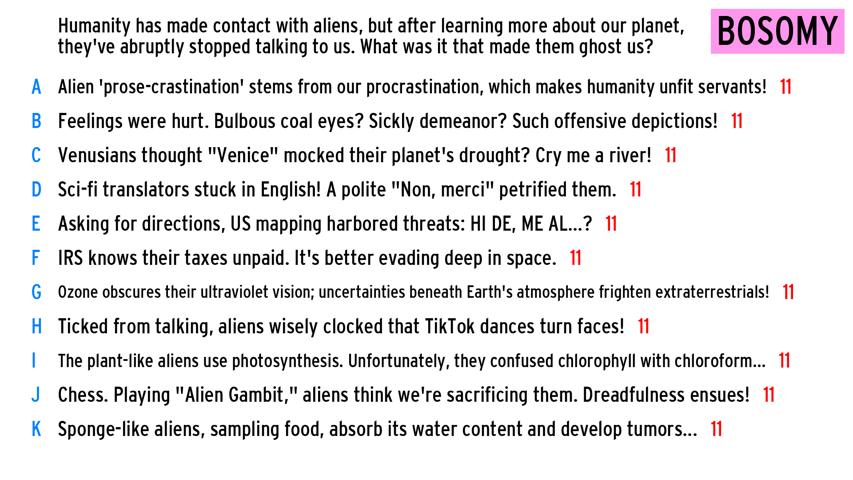 Humanity has made contact with aliens, but after learning more about our planet,
they've abruptly stopped talking to us. What was it that made them ghost us?
BOSOMY
A Alien 'prose-crastination' stems from our procrastination, which makes humanity unfit servants! 11
B Feelings were hurt. Bulbous coal eyes? Sickly demeanor? Such offensive depictions! 11
C Venusians thought "Venice" mocked their planet's drought? Cry me a river! 11
D Sci-fi translators stuck in English! A polite "Non, merci" petrified them. 11
E Asking for directions, US mapping harbored threats: HI DE, ME AL...? 11
F IRS knows their taxes unpaid. It's better evading deep in space. 11
G Ozone obscures their ultraviolet vision; uncertainties beneath Earth's atmosphere frighten extraterrestrials! 11
H Ticked from talking, aliens wisely clocked that TikTok dances turn faces! 11
I The plant-like aliens use photosynthesis. Unfortunately, they confused chlorophyll with chloroform... 11
J Chess. Playing "Alien Gambit," aliens think we're sacrificing them. Dreadfulness ensues! 11
K Sponge-like aliens, sampling food, absorb its water content and develop tumors... 11